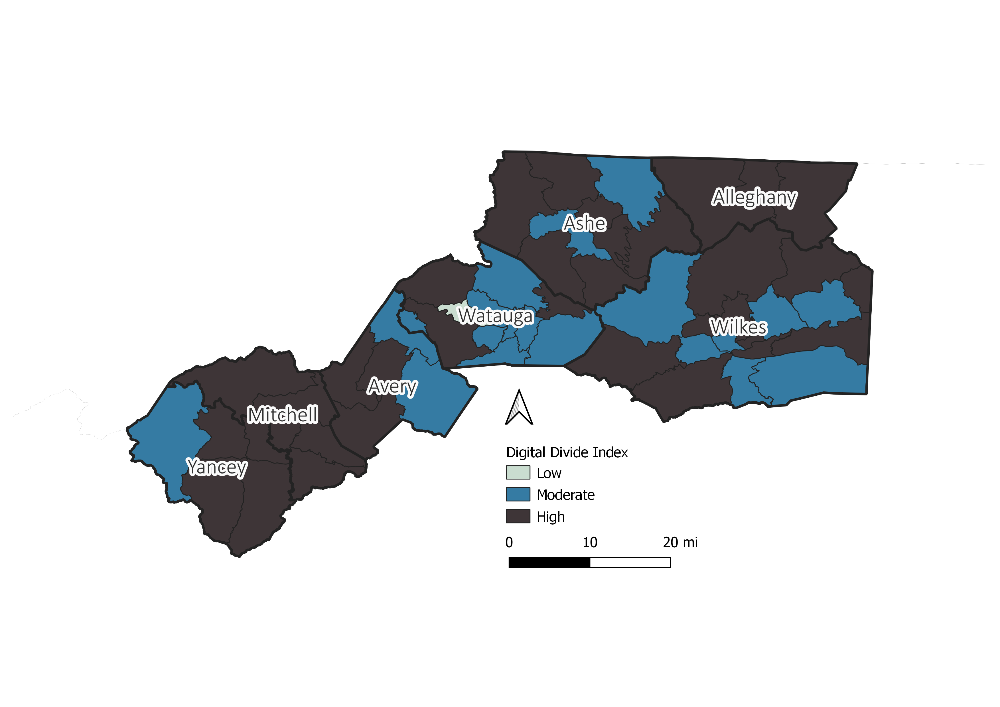 Alleghany
Ashe
Watauga
Wilkes
Avery
Mitchell
Yancey
Digital Divide Index
Low
Moderate
High
0 10 20 mi